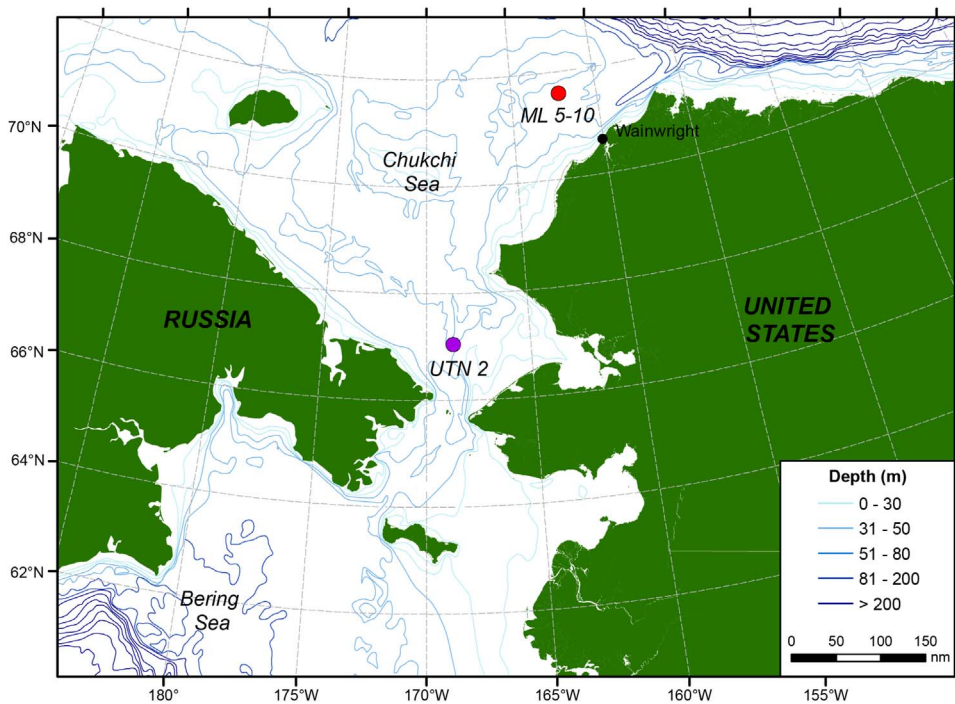 70°N
68°N
66°N
64°N
62°N
ML 5-10
Wainwright
Chukchi
Sea
RUSSIA
UNITED
STATES
UTN 2
Bering
Sea
Depth (m)
0 - 30
31 - 50
51 - 80
81 - 200
> 200
0 50 100 150
nm
180°
175°W
170°W
165°W
160°W
155°W